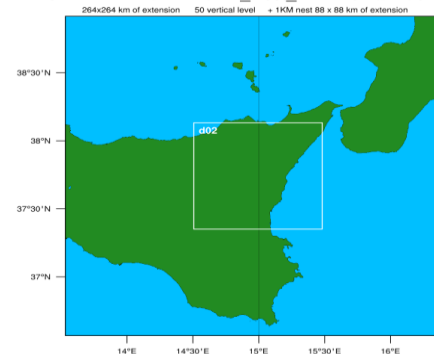 264x264 km of extension 50 vertical level + 1KM nest 88 x 88 km of extension
38°30'N
38°N
d02
37°30'N
37°N
14°E 14°30'E 15°E 15°30'E 16°E